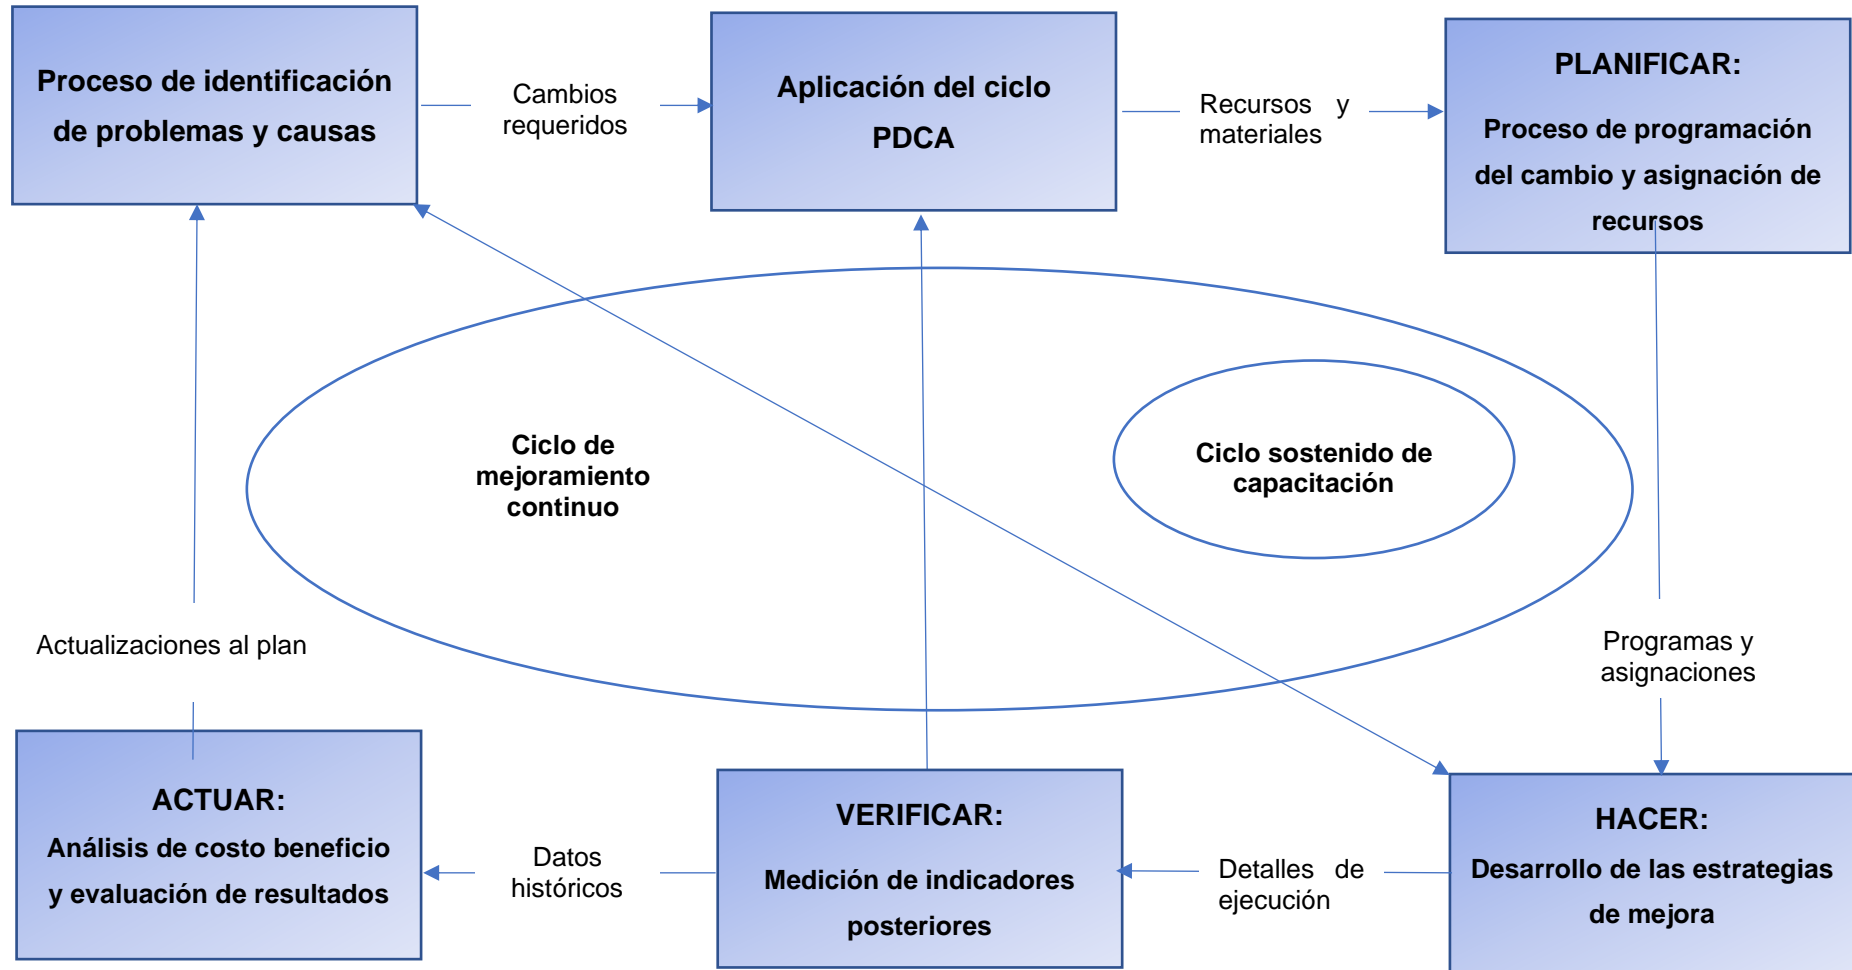 Proceso de identificación
de problemas y causas
Cambios
requeridos
Aplicación del ciclo
PDCA
Recursos y
materiales
PLANIFICAR:
Proceso de programación
del cambio y asignación de
recursos
Ciclo de
mejoramiento
continuo
Ciclo sostenido de
capacitación
Actualizaciones al plan
Programas y
asignaciones
ACTUAR:
Análisis de costo beneficio
y evaluación de resultados
Datos
históricos
VERIFICAR:
Medición de indicadores
posteriores
Detalles de
ejecución
HACER:
Desarrollo de las estrategias
de mejora